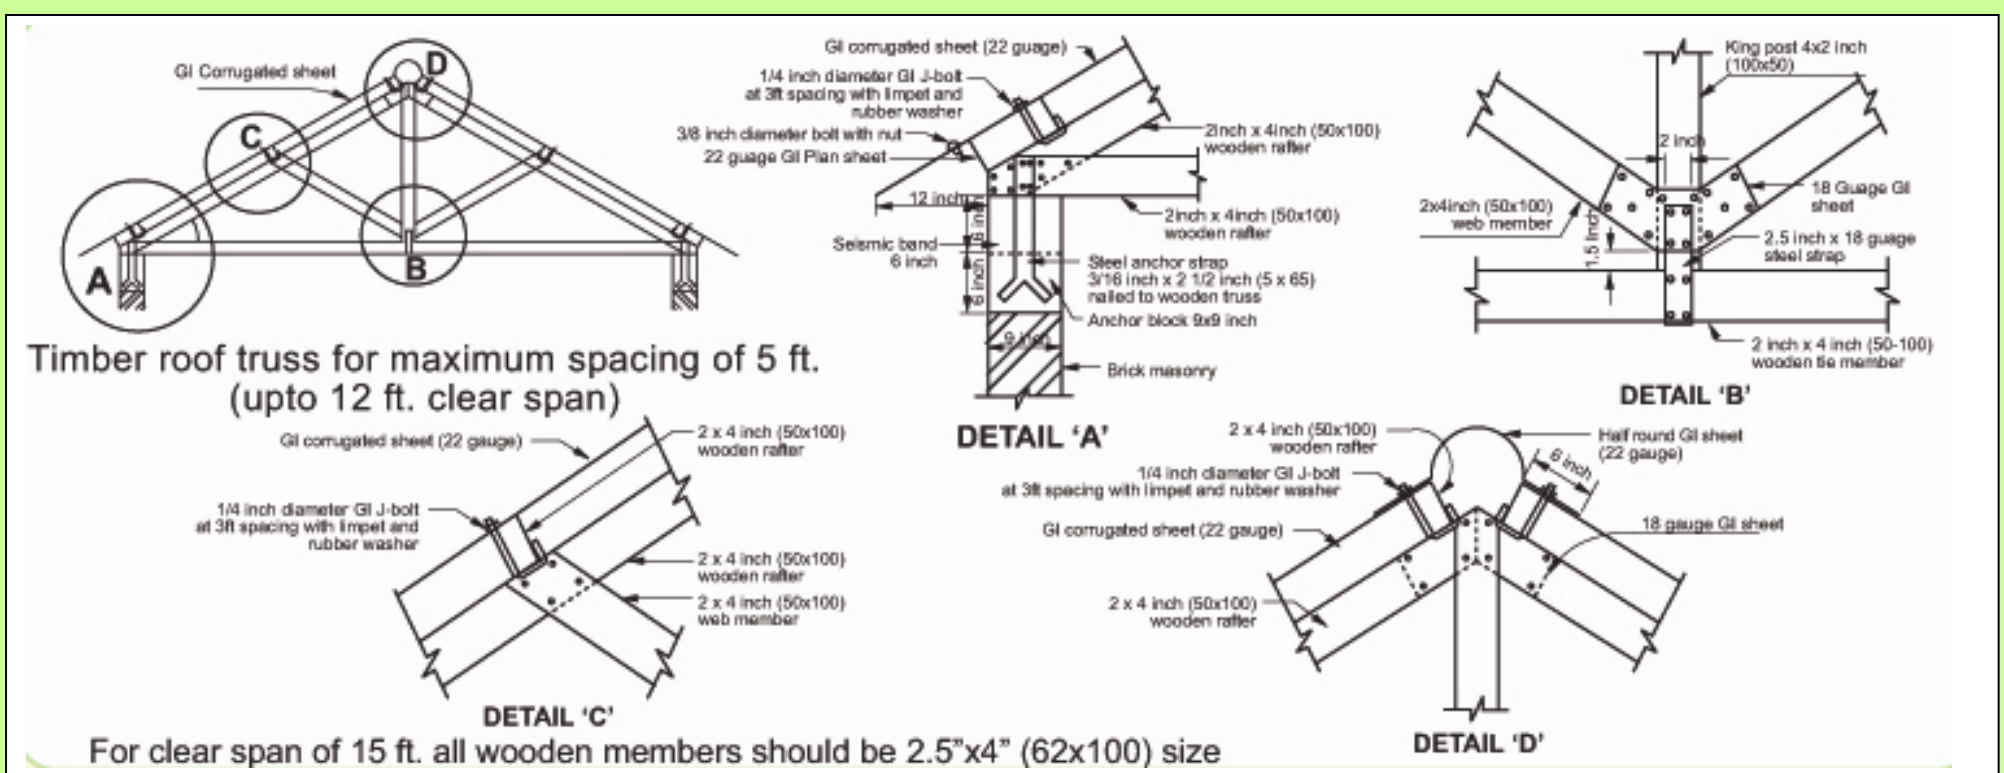 GI Corrugated sheet
A
B
C
D
Timber roof truss for maximum spacing of 5 ft.
(upto 12 ft. clear span)
GI corrugated sheet (22 guage)
1/4 inch diameter GI J-bolt
at 3ft spacing with limpet and
rubber washer
3/8 inch diameter bolt with nut
22 guage GI Plan sheet
12 inch
6 inch
6 inch
Seismic band
6 inch
9 inch
2inch x 4inch (50x100)
wooden rafter
2inch x 4inch (50x100)
wooden rafter
Steel anchor strap
3/16 inch x 2 1/2 inch (5 x 65)
nailed to wooden truss
Anchor block 9x9 inch
Brick masonry
DETAIL ‘A’
King post 4x2 inch
(100x50)
2 inch
18 Guage GI
sheet
2x4inch (50x100)
web member
1.5 inch
2.5 inch x 18 guage
steel strap
2 inch x 4 inch (50-100)
wooden tie member
DETAIL ‘B’
GI corrugated sheet (22 gauge)
2 x 4 inch (50x100)
wooden rafter
1/4 inch diameter GI J-bolt
at 3ft spacing with limpet and
rubber washer
2 x 4 inch (50x100)
wooden rafter
2 x 4 inch (50x100)
web member
DETAIL ‘C’
2 x 4 inch (50x100)
wooden rafter
1/4 inch diameter GI J-bolt
at 3ft spacing with limpet and rubber washer
GI corrugated sheet (22 gauge)
2 x 4 inch (50x100)
wooden rafter
Half round GI sheet
(22 gauge)
6 inch
18 gauge GI sheet
DETAIL ‘D’
For clear span of 15 ft. all wooden members should be 2.5”x4” (62x100) size